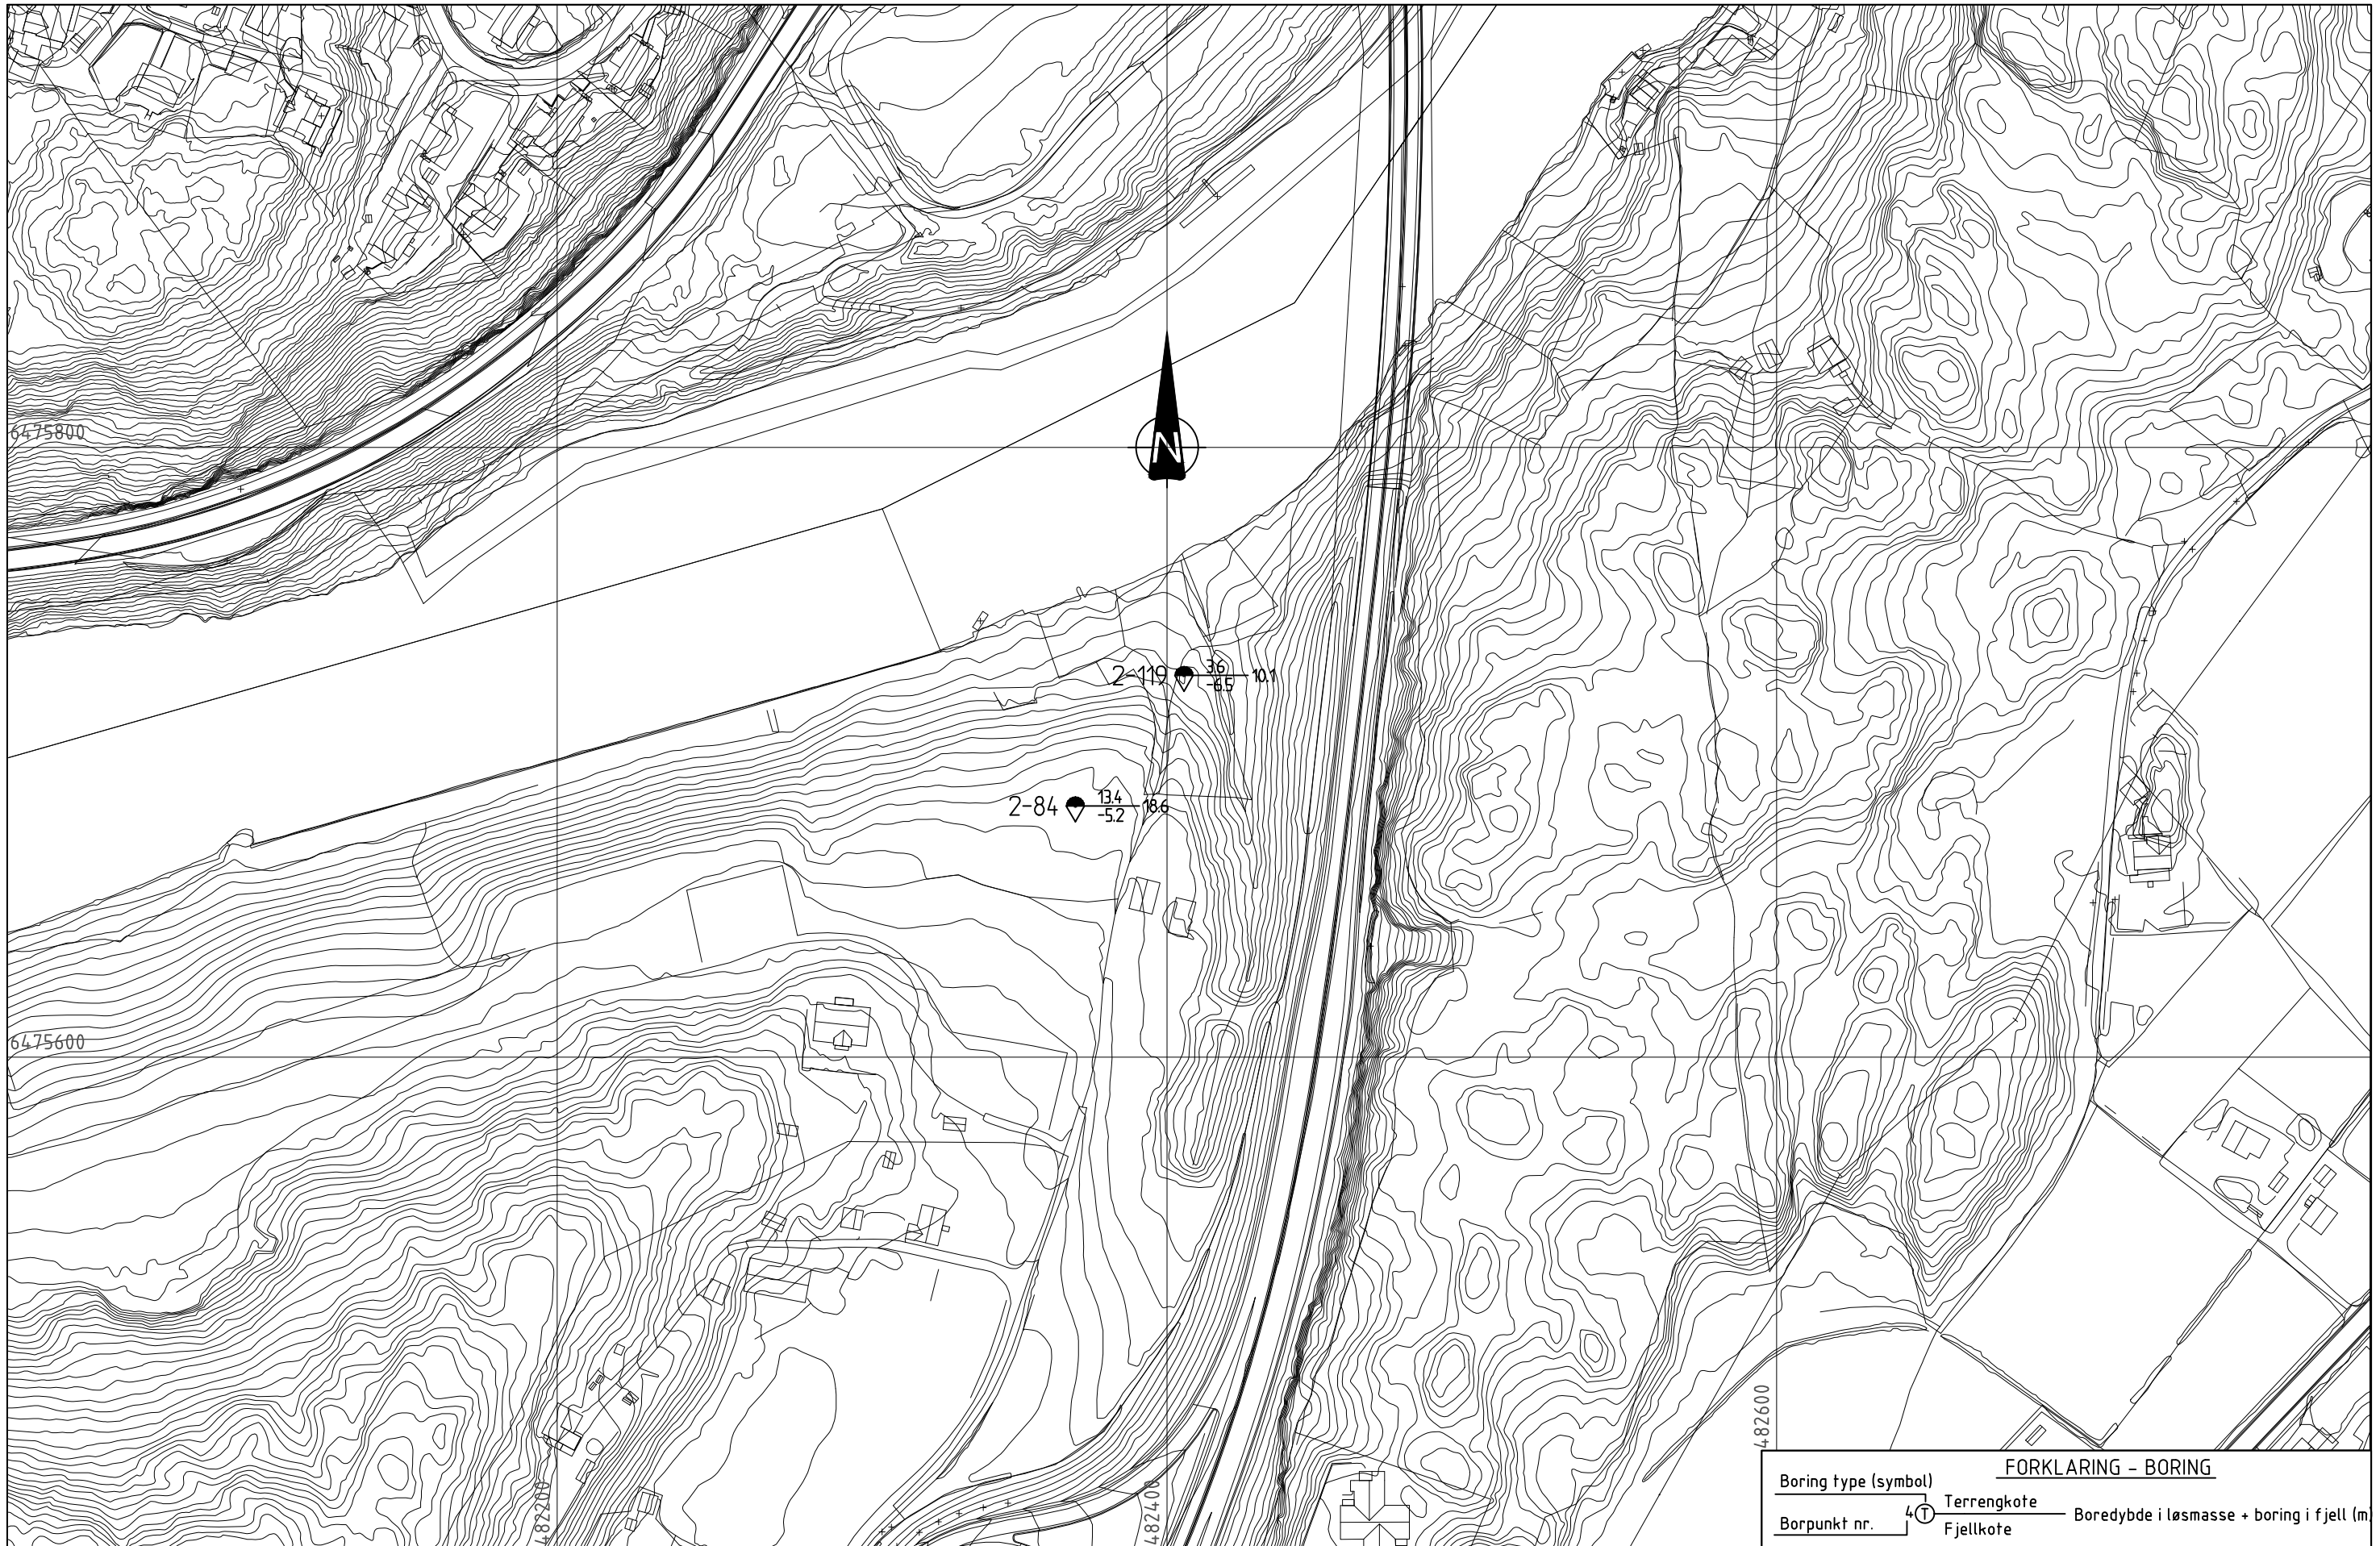 6475800
N
2-119 3.6 10.1
-6.5
2-84 13.4 18.6
-5.2
6475600
482200
482400
482600
FORKLARING - BORING
Boring type (symbol)
Terrengkote
4 T Boredybde i løsmasse + boring i fjell (m
Borpunkt nr.
Fjellkote